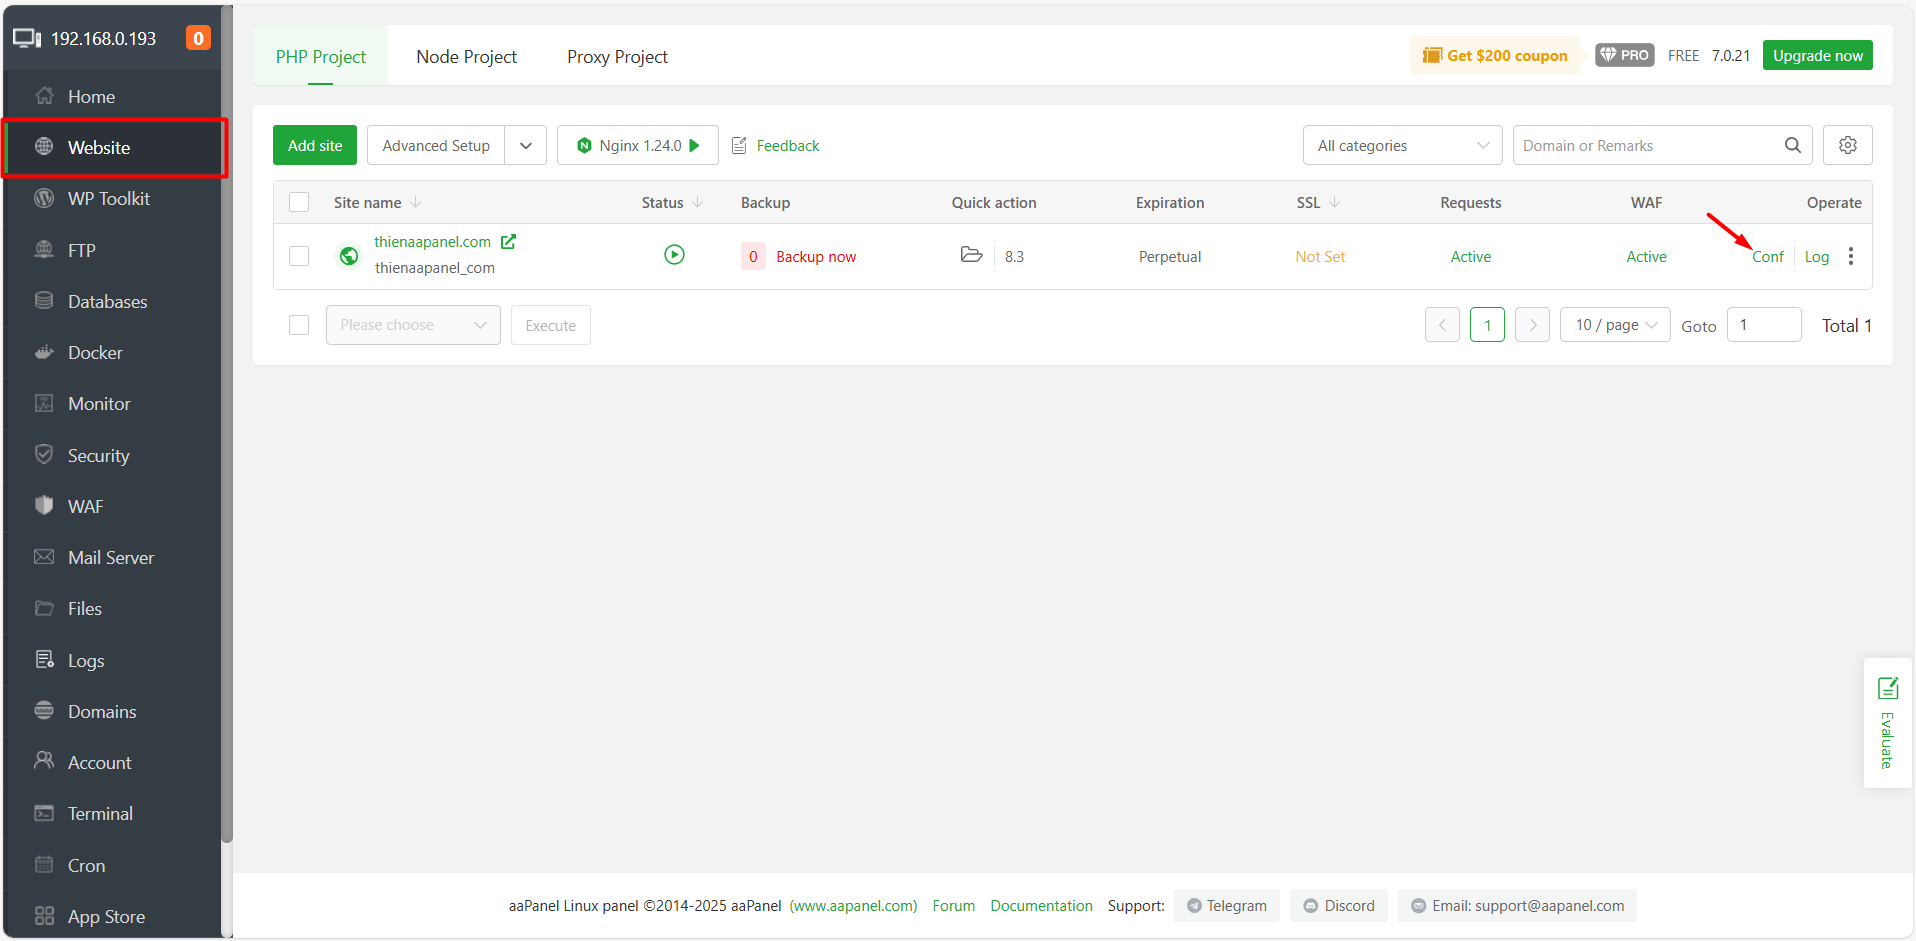 192.168.0.193 0
Home
Website
WP Toolkit
FTP
Databases
Docker
Monitor
Security
WAF
Mail Server
Files
Logs
Domains
Account
Terminal
Cron
App Store
PHP Project Node Project Proxy Project Get $200 coupon PRO FREE 7.0.21 Upgrade now
Add site Advanced Setup Nginx 1.24.0 Feedback All categories Domain or Remarks
Site name Status Backup Quick action Expiration SSL Requests WAF Operate
thienaapanel.com
thienaapanel_com
0 Backup now 8.3 Perpetual Not Set Active Active Conf Log
Please choose Execute 1 10 / page Goto 1 Total 1
Evaluate
aaPanel Linux panel ©2014-2025 aaPanel (www.aapanel.com) Forum Documentation Support: Telegram Discord Email: support@aapanel.com